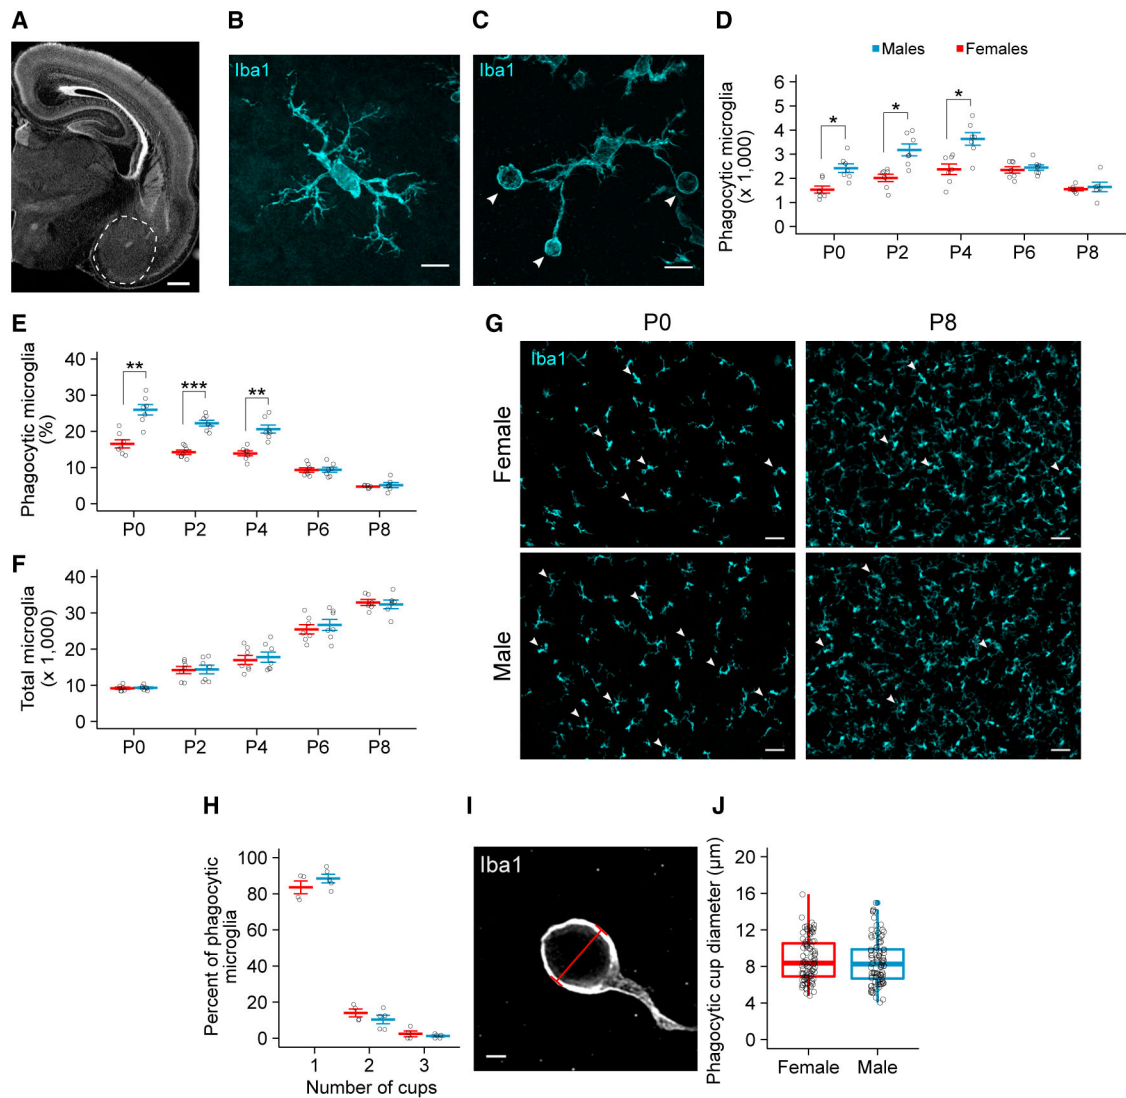 A
B
C
D
Iba1
Iba1
Males Females
Phagocytic microglia
(x 1,000)
6
5
4
3
2
1
0
* * *
P0 P2 P4 P6 P8
E
Phagocytic microglia
(%)
40
30
20
10
0
** *** **
P0 P2 P4 P6 P8
F
Total microglia
(x 1,000)
40
30
20
10
0
P0 P2 P4 P6 P8
G
P0 P8
Iba1
Female
Male
H
Percent of phagocytic
microglia
100
80
60
40
20
0
1 2 3
Number of cups
I
Iba1
J
Phagocytic cup diameter (µm)
20
16
12
8
4
0
Female Male